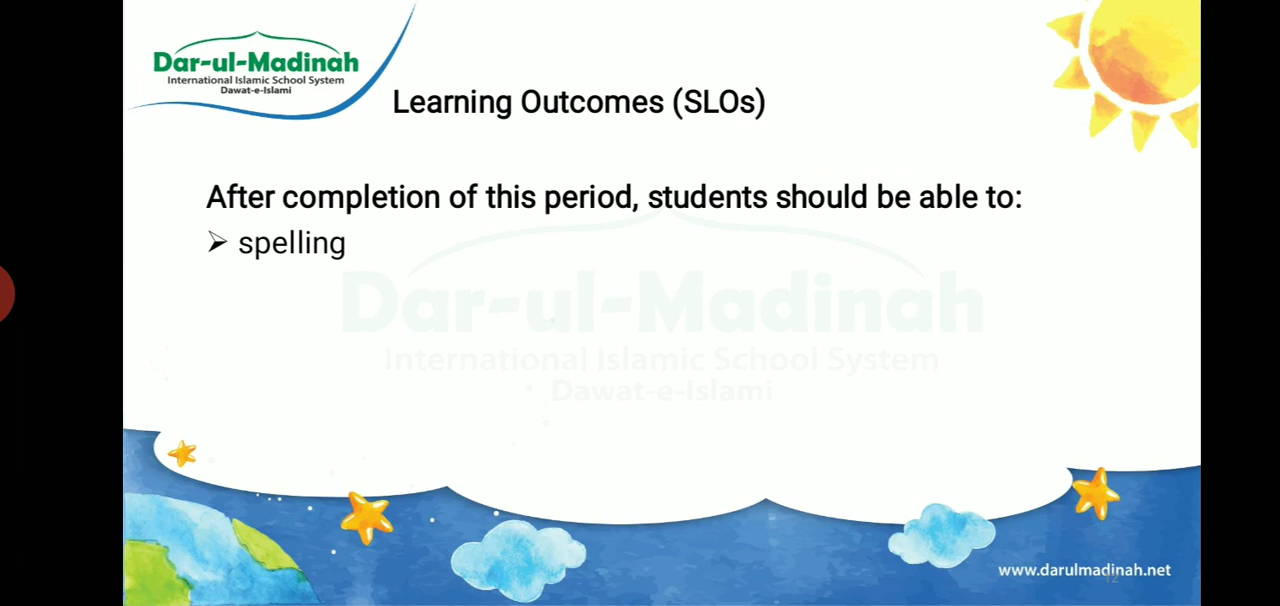 Dar-ul-Madinah
International Islamic School System
Dawat-e-Islami
Learning Outcomes (SLOs)
After completion of this period, students should be able to:
➢ spelling
Dar-ul-Madinah
International Islamic School System
Dawat-e-Islami
www.darulmadinah.net
12